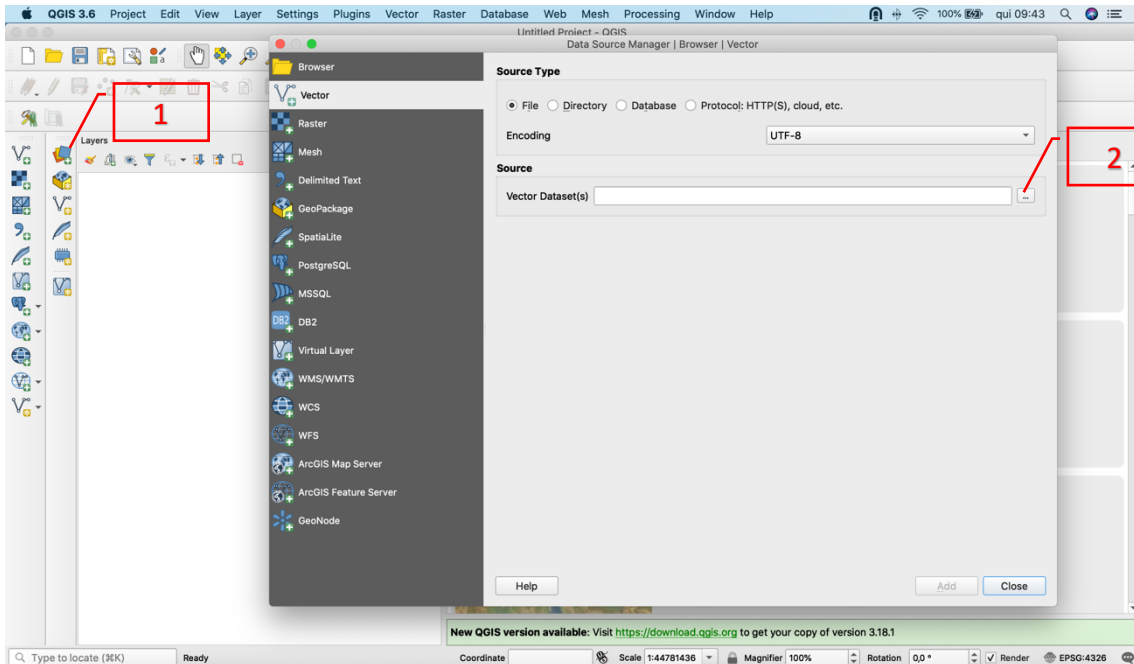 QGIS 3.6 Project Edit View Layer Settings Plugins Vector Raster Database Web Mesh Processing Window Help 100% qui 09:43
Untitled Project - QGIS
Data Source Manager | Browser | Vector
1
Layers
Browser
Vector
Raster
Mesh
Delimited Text
GeoPackage
SpatiaLite
PostgreSQL
MSSQL
DB2 DB2
Virtual Layer
WMS/WMTS
WCS
WFS
ArcGIS Map Server
ArcGIS Feature Server
GeoNode
Source Type
File Directory Database Protocol: HTTP(S), cloud, etc.
Encoding UTF-8
2
Source
Vector Dataset(s) ...
Help Add Close
New QGIS version available: Visit https://download.qgis.org to get your copy of version 3.18.1
Type to locate (⌘K) Ready Coordinate Scale 1:44781436 Magnifier 100% Rotation 0,0 ° Render EPSG:4326